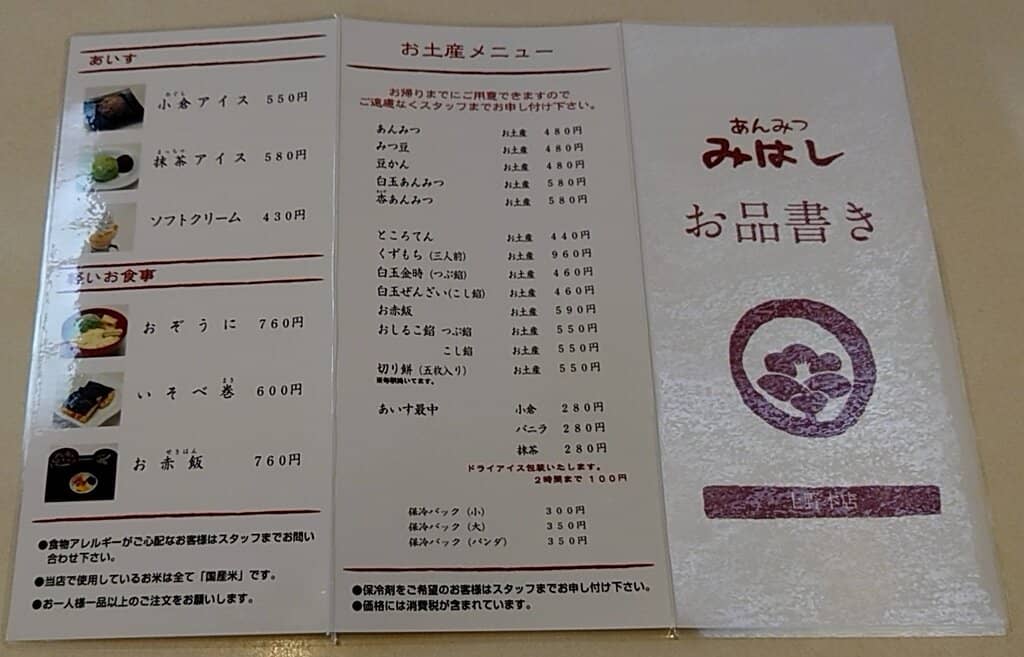 あいす
小倉アイス 550円
抹茶アイス 580円
ソフトクリーム 430円
軽いお食事
おぞうに 760円
いそべ巻 600円
お赤飯 760円
●食物アレルギーがご心配なお客様はスタッフまでお問い
合わせ下さい。
●当店で使用しているお米は全て「国産米」です。
●お一人様一品以上のご注文をお願いします。
お土産メニュー
お帰りまでにご用意できますので
ご遠慮なくスタッフまでお申し付け下さい。
あんみつ お土産 480円
みつ豆 お土産 480円
豆かん お土産 480円
白玉あんみつ お土産 580円
杏あんみつ お土産 580円
ところてん お土産 440円
くずもち(三人前) お土産 960円
白玉金時(つぶ餡) お土産 460円
白玉ぜんざい(こし餡) お土産 460円
お赤飯 お土産 590円
おしるこ餡 つぶ餡 お土産 550円
こし餡 お土産 550円
切り餅(五枚入り) お土産 550円
あいす最中 小倉 280円
バニラ 280円
抹茶 280円
ドライアイス包装いたします。
2時間まで 100円
保冷パック(小) 300円
保冷パック(大) 350円
保冷パック(パンダ) 350円
●保冷剤をご希望のお客様はスタッフまでお申し付け下さい。
●価格には消費税が含まれています。
あんみつ
みはし
お品書き
上野本店